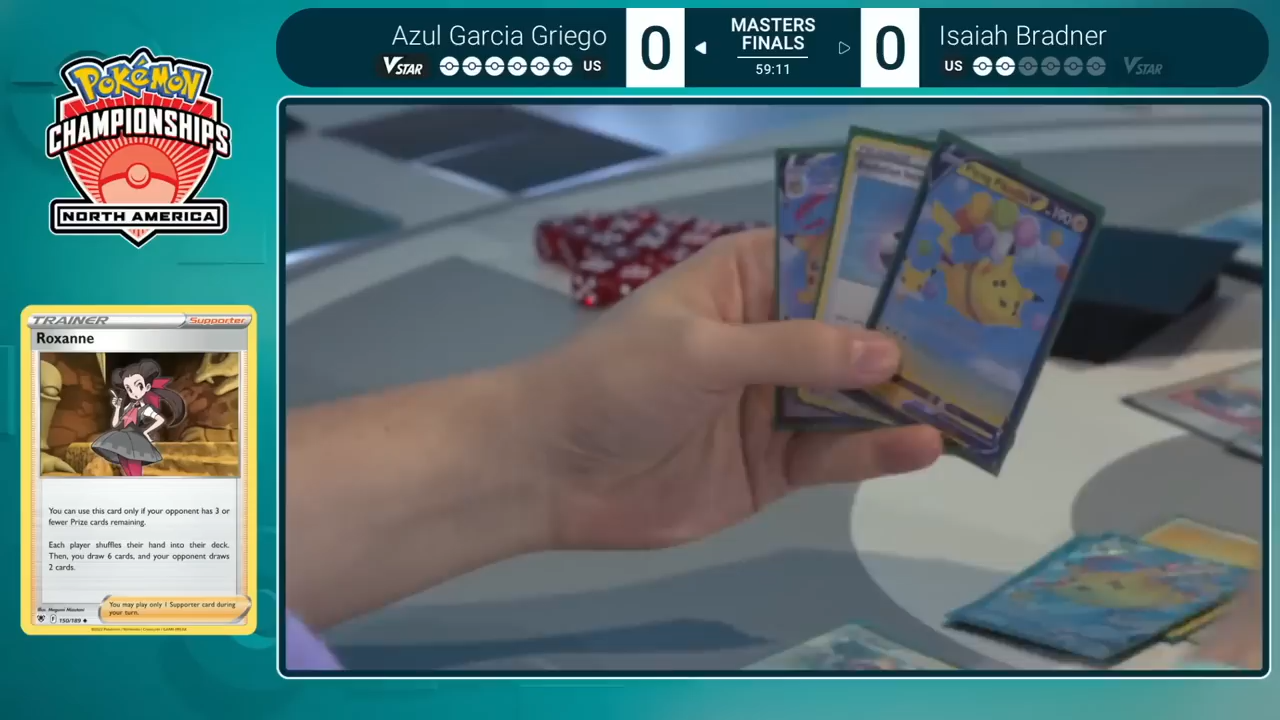 Azul Garcia Griego
VSTAR
US
0
MASTERS
FINALS
59:11
0
Isaiah Bradner
US
VSTAR
Pokémon
CHAMPIONSHIPS
NORTH AMERICA
TRAINER
Supporter
Roxanne
You can use this card only if your opponent has 3 or
fewer Prize cards remaining.
Each player shuffles their hand into their deck.
Then, you draw 6 cards, and your opponent draws
2 cards.
You may play only 1 Supporter card during
your turn.
F 150/189
Flying Pikachu V
190